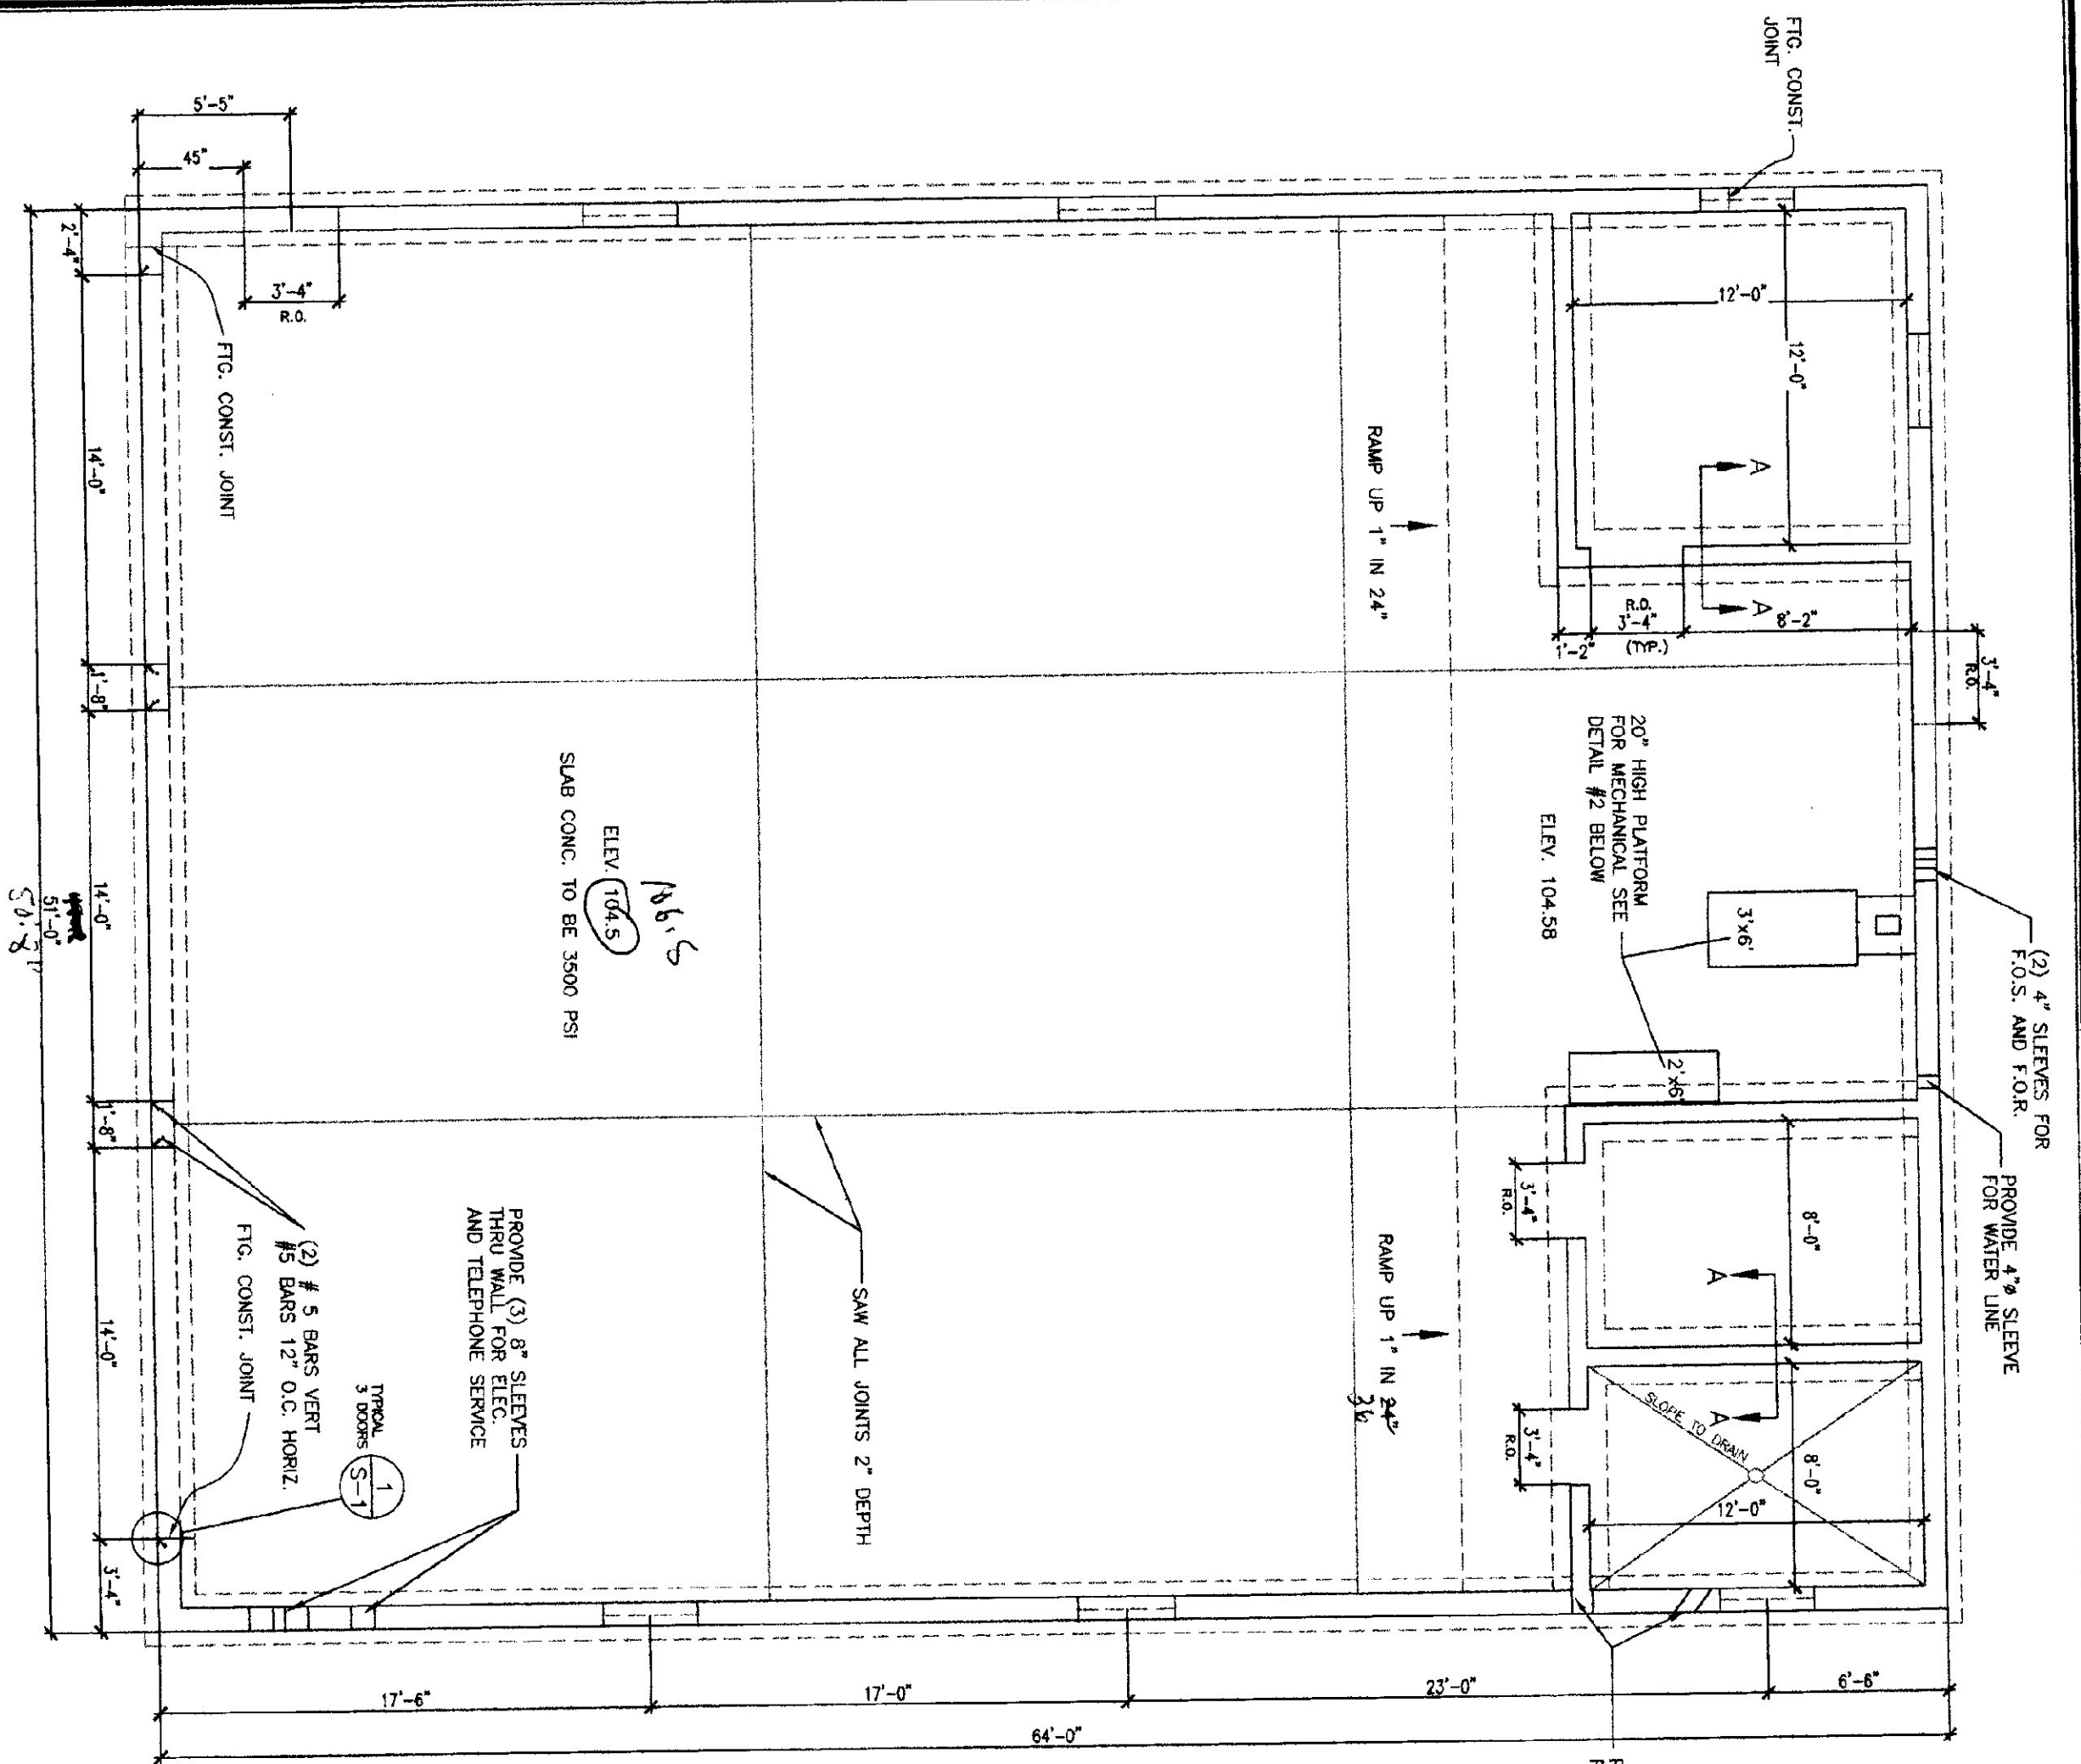 FTG. CONST.
JOINT
5'-5"
45"
2'-4"
3'-4"
R.O.
FTG. CONST. JOINT
14'-0"
1'-8"
14'-0"
51'-0"
50'-8"
1'-8"
14'-0"
3'-4"
12'-0"
12'-0"
A
A
RAMP UP 1" IN 24"
R.O.
3'-4"
(TYP.)
8'-2"
1'-2"
3'-4"
R.O.
20" HIGH PLATFORM
FOR MECHANICAL SEE
DETAIL #2 BELOW
3'x6'
2'x6'
ELEV. 104.58
(2) 4" SLEEVES FOR
F.O.S. AND F.O.R.
PROVIDE 4"ø SLEEVE
FOR WATER LINE
ELEV. 104.5
SLAB CONC. TO BE 3500 PSI
3'-4"
R.O.
8'-0"
A
A
RAMP UP 1" IN 24"
36
3'-4"
R.O.
SLOPE TO DRAIN
8'-0"
12'-0"
SAW ALL JOINTS 2" DEPTH
PROVIDE (3) 8" SLEEVES
THRU WALL FOR ELEC.
AND TELEPHONE SERVICE
(2) # 5 BARS VERT
#5 BARS 12" O.C. HORIZ.
FTG. CONST. JOINT
TYPICAL
3 DOORS
1
S-1
17'-6"
17'-0"
23'-0"
6'-6"
64'-0"